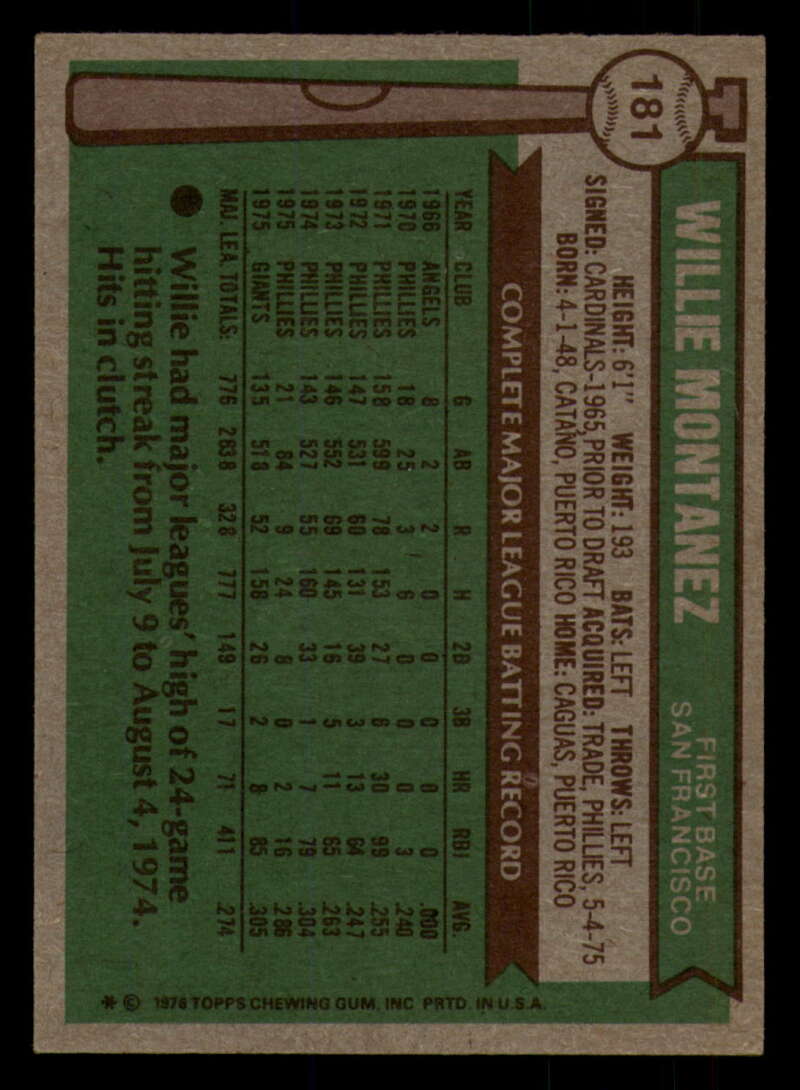 181
WILLIE MONTANEZ
FIRST BASE
SAN FRANCISCO
HEIGHT: 6'1" WEIGHT: 193 BATS: LEFT THROWS: LEFT
SIGNED: CARDINALS-1965, PRIOR TO DRAFT ACQUIRED: TRADE, PHILLIES, 5-4-75
BORN: 4-1-48, CATANO, PUERTO RICO HOME: CAGUAS, PUERTO RICO
COMPLETE MAJOR LEAGUE BATTING RECORD
YEAR CLUB G AB R H 2B 3B HR RBI AVG.
1966 ANGELS 8 2 2 0 0 0 0 0 .000
1970 PHILLIES 18 25 3 6 0 0 0 3 .240
1971 PHILLIES 158 599 78 153 27 6 30 99 .255
1972 PHILLIES 147 531 60 131 39 3 13 64 .247
1973 PHILLIES 146 552 69 145 16 5 11 65 .263
1974 PHILLIES 143 527 55 160 33 1 7 79 .304
1975 PHILLIES 21 84 9 24 8 0 2 16 .286
1975 GIANTS 135 518 52 158 26 2 8 85 .305
MAJ. LEA. TOTALS: 776 2838 328 777 149 17 71 411 .274
Willie had major leagues' high of 24-game
hitting streak from July 9 to August 4, 1974.
Hits in clutch.
* © 1976 TOPPS CHEWING GUM, INC PRTD. IN U.S.A.